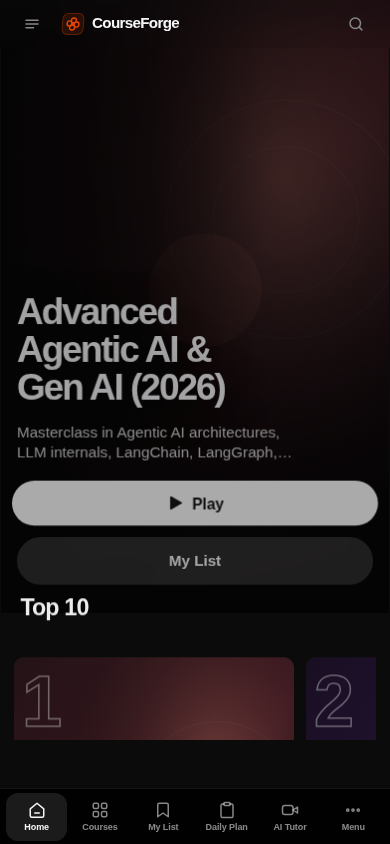 CourseForge
Advanced
Agentic AI &
Gen AI (2026)
Masterclass in Agentic AI architectures,
LLM internals, LangChain, LangGraph,…
Play
My List
Top 10
1
2
Home
Courses
My List
Daily Plan
AI Tutor
Menu